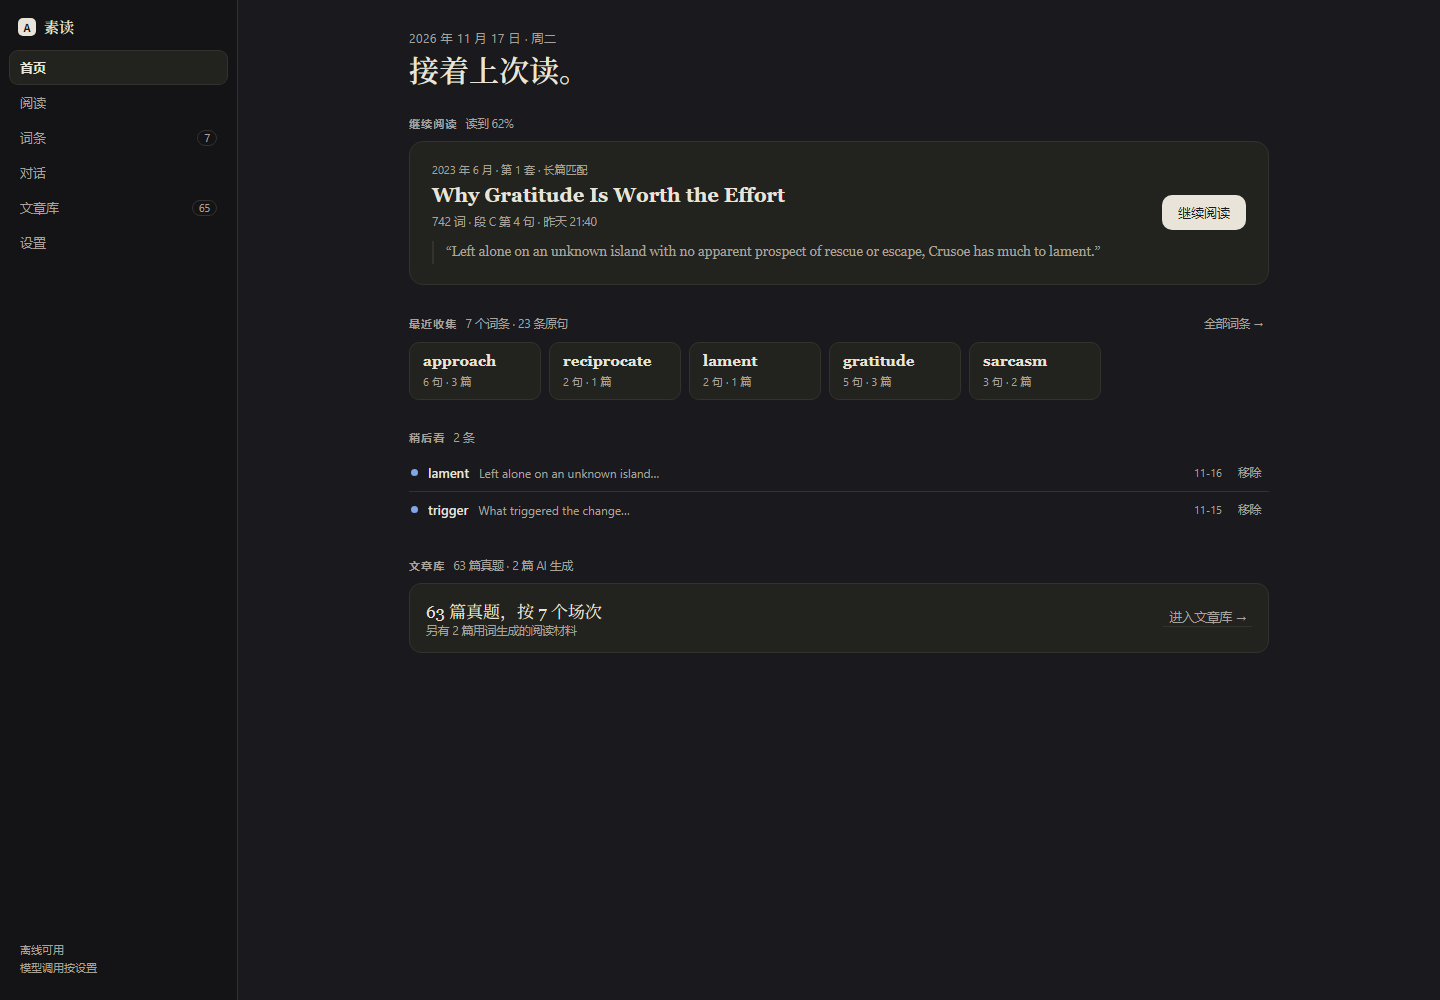 A 素读
首页
阅读
词条 7
对话
文章库 65
设置
离线可用
模型调用按设置
2026 年 11 月 17 日 · 周二
接着上次读。
继续阅读 读到 62%
2023 年 6 月 · 第 1 套 · 长篇匹配
Why Gratitude Is Worth the Effort
742 词 · 段 C 第 4 句 · 昨天 21:40
“Left alone on an unknown island with no apparent prospect of rescue or escape, Crusoe has much to lament.”
继续阅读
最近收集 7 个词条 · 23 条原句 全部词条 →
approach
6 句 · 3 篇
reciprocate
2 句 · 1 篇
lament
2 句 · 1 篇
gratitude
5 句 · 3 篇
sarcasm
3 句 · 2 篇
稍后看 2 条
lament Left alone on an unknown island... 11-16 移除
trigger What triggered the change... 11-15 移除
文章库 63 篇真题 · 2 篇 AI 生成
63 篇真题，按 7 个场次
另有 2 篇用词生成的阅读材料
进入文章库 →